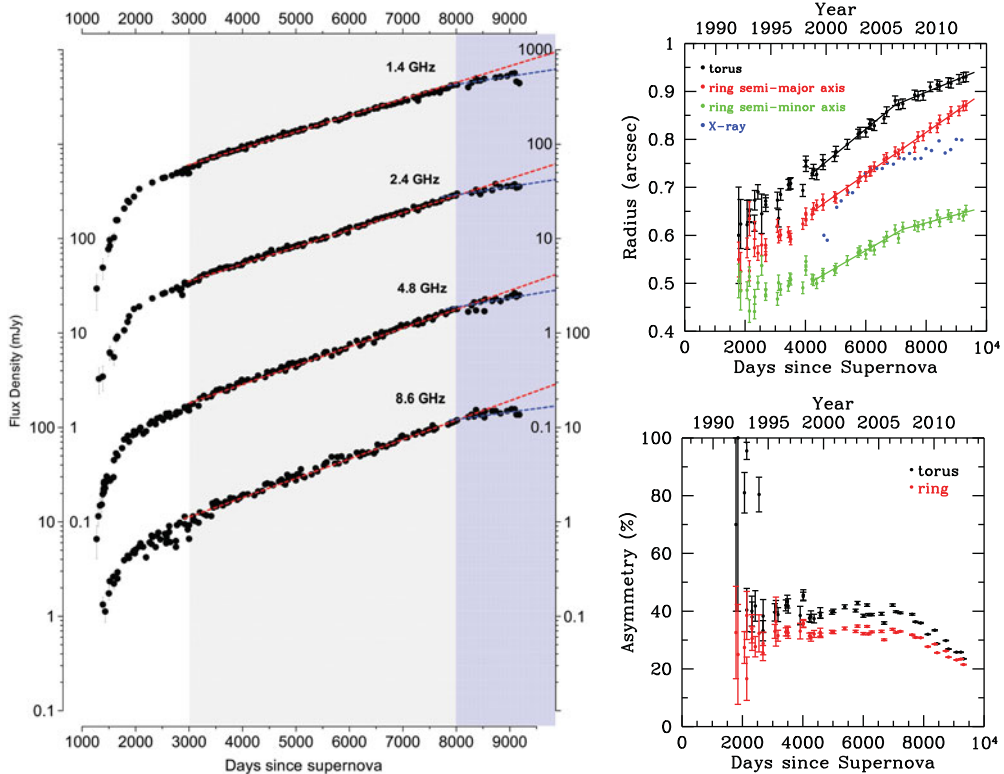 1000 2000 3000 4000 5000 6000 7000 8000 9000
1000
1.4 GHz
100
2.4 GHz
100
10
4.8 GHz
10
100
8.6 GHz
100
1
0.1
10
10
0.1
1
1
0.1
0.1
Flux Density (mJy)
1000 2000 3000 4000 5000 6000 7000 8000 9000
Days since supernova
Year
1990 1995 2000 2005 2010
1
torus
ring semi-major axis
ring semi-minor axis
X-ray
0.9
0.8
0.7
0.6
0.5
0.4
Radius (arcsec)
0 2000 4000 6000 8000 10⁴
Days since Supernova
Year
1990 1995 2000 2005 2010
100
torus
ring
80
60
40
20
0
Asymmetry (%)
0 2000 4000 6000 8000 10⁴
Days since Supernova